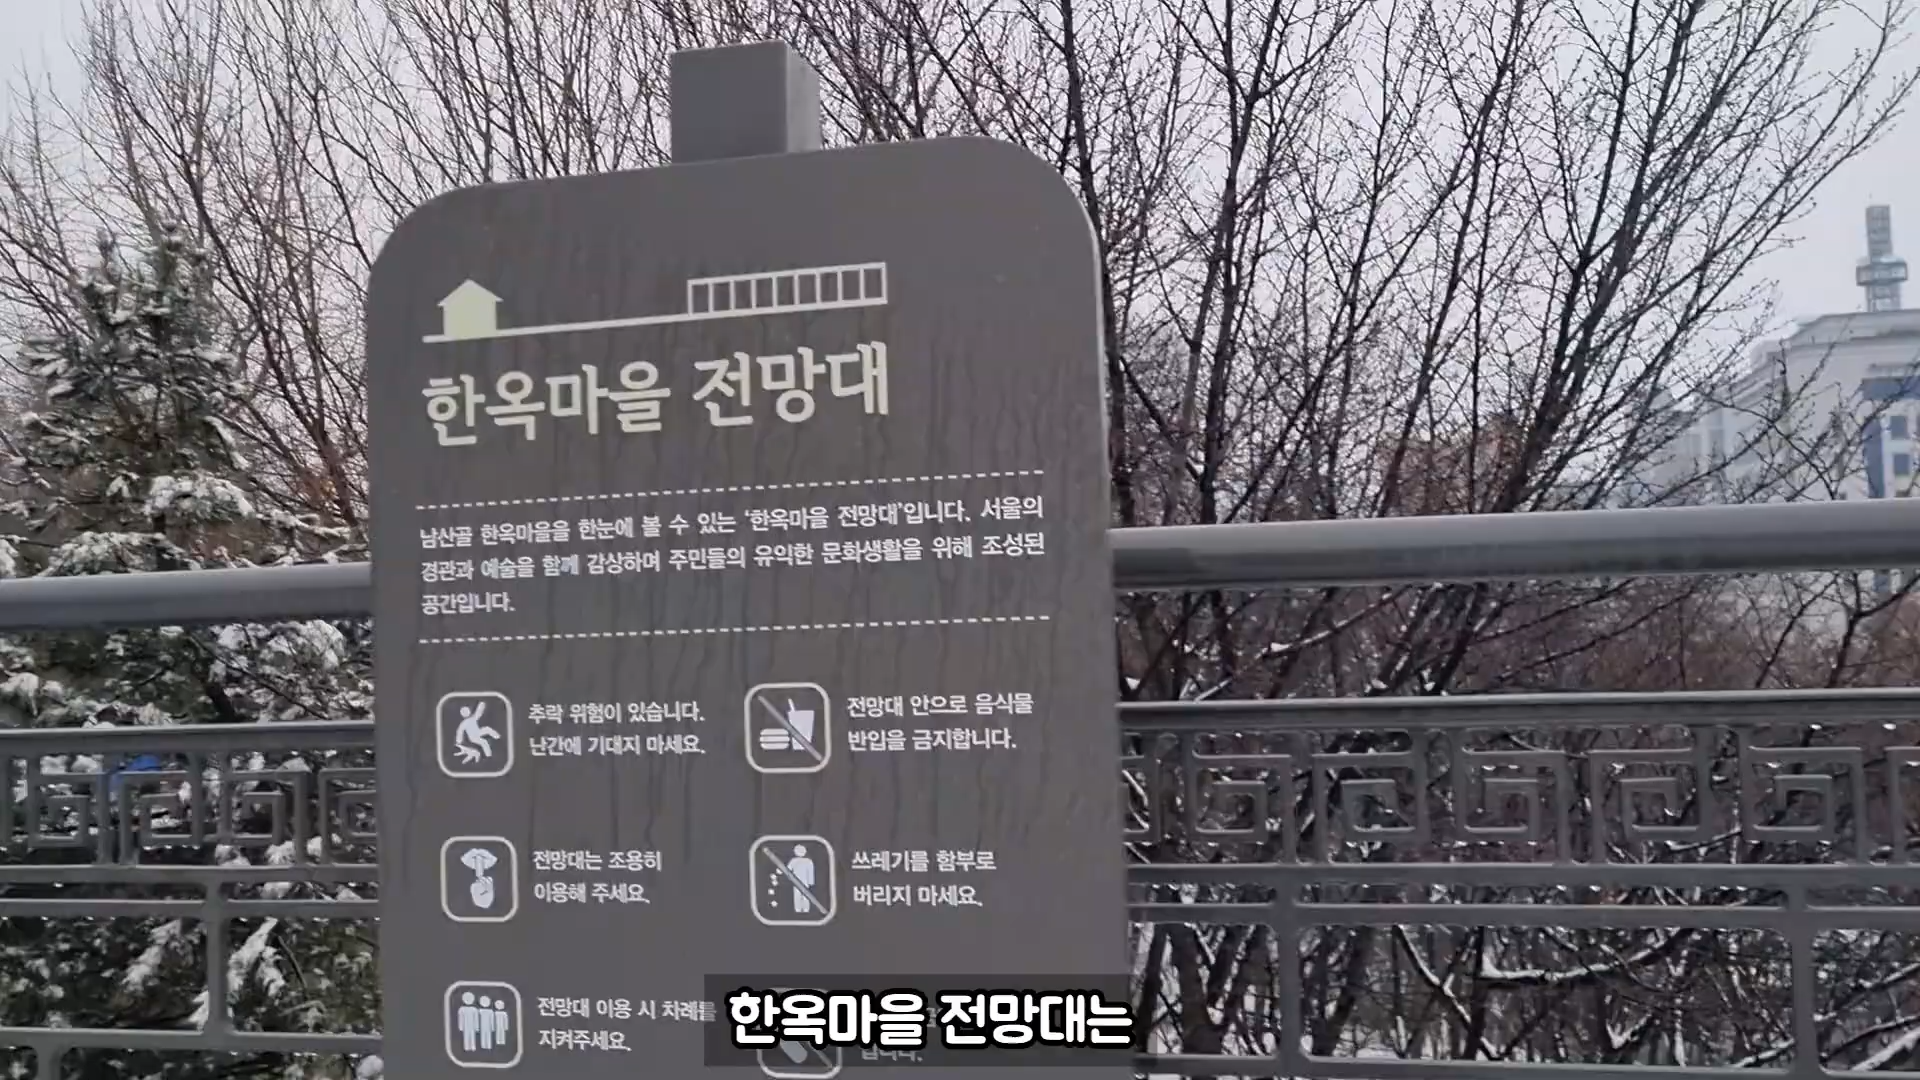 한옥마을 전망대
남산골 한옥마을을 한눈에 볼 수 있는 '한옥마을 전망대'입니다. 서울의
경관과 예술을 함께 감상하며 주민들의 유익한 문화생활을 위해 조성된
공간입니다.
추락 위험이 있습니다.
난간에 기대지 마세요.
전망대 안으로 음식물
반입을 금지합니다.
전망대는 조용히
이용해 주세요.
쓰레기를 함부로
버리지 마세요.
전망대 이용 시 차례를
지켜주세요.
한옥마을 전망대는